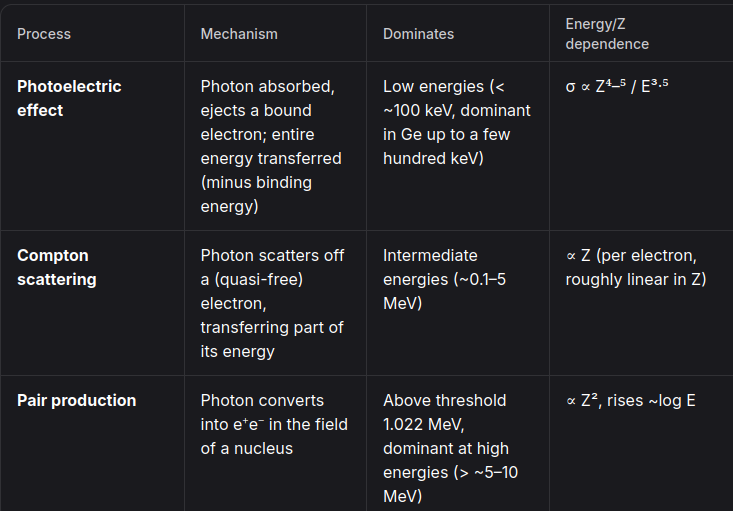 Process
Mechanism
Dominates
Energy/Z
dependence
Photoelectric
effect
Photon absorbed,
ejects a bound
electron; entire
energy transferred
(minus binding
energy)
Low energies (<
~100 keV, dominant
in Ge up to a few
hundred keV)
σ ∝ Z⁴⁻⁵ / E³·⁵
Compton
scattering
Photon scatters off
a (quasi-free)
electron,
transferring part of
its energy
Intermediate
energies (~0.1–5
MeV)
∝ Z (per electron,
roughly linear in Z)
Pair production
Photon converts
into e⁺e⁻ in the field
of a nucleus
Above threshold
1.022 MeV,
dominant at high
energies (> ~5–10
MeV)
∝ Z², rises ~log E